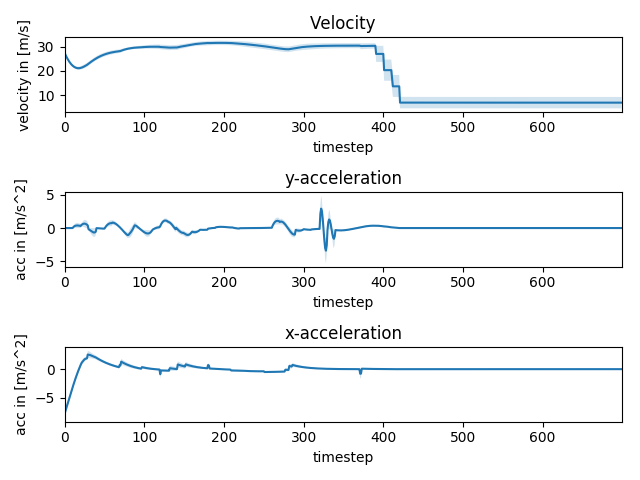 Velocity
velocity in [m/s]
30
20
10
0 100 200 300 400 500 600
timestep
y-acceleration
acc in [m/s^2]
5
0
−5
0 100 200 300 400 500 600
timestep
x-acceleration
acc in [m/s^2]
0
−5
0 100 200 300 400 500 600
timestep